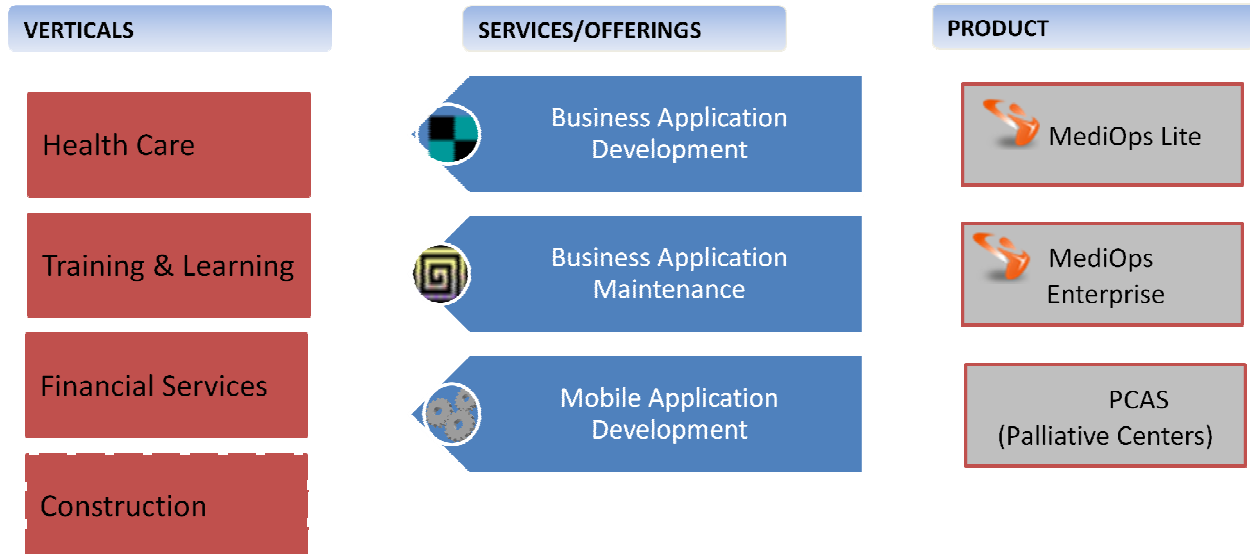 VERTICALS
Health Care
Training & Learning
Financial Services
Construction
SERVICES/OFFERINGS
Business Application
Development
Business Application
Maintenance
Mobile Application
Development
PRODUCT
MediOps Lite
MediOps
Enterprise
PCAS
(Palliative Centers)